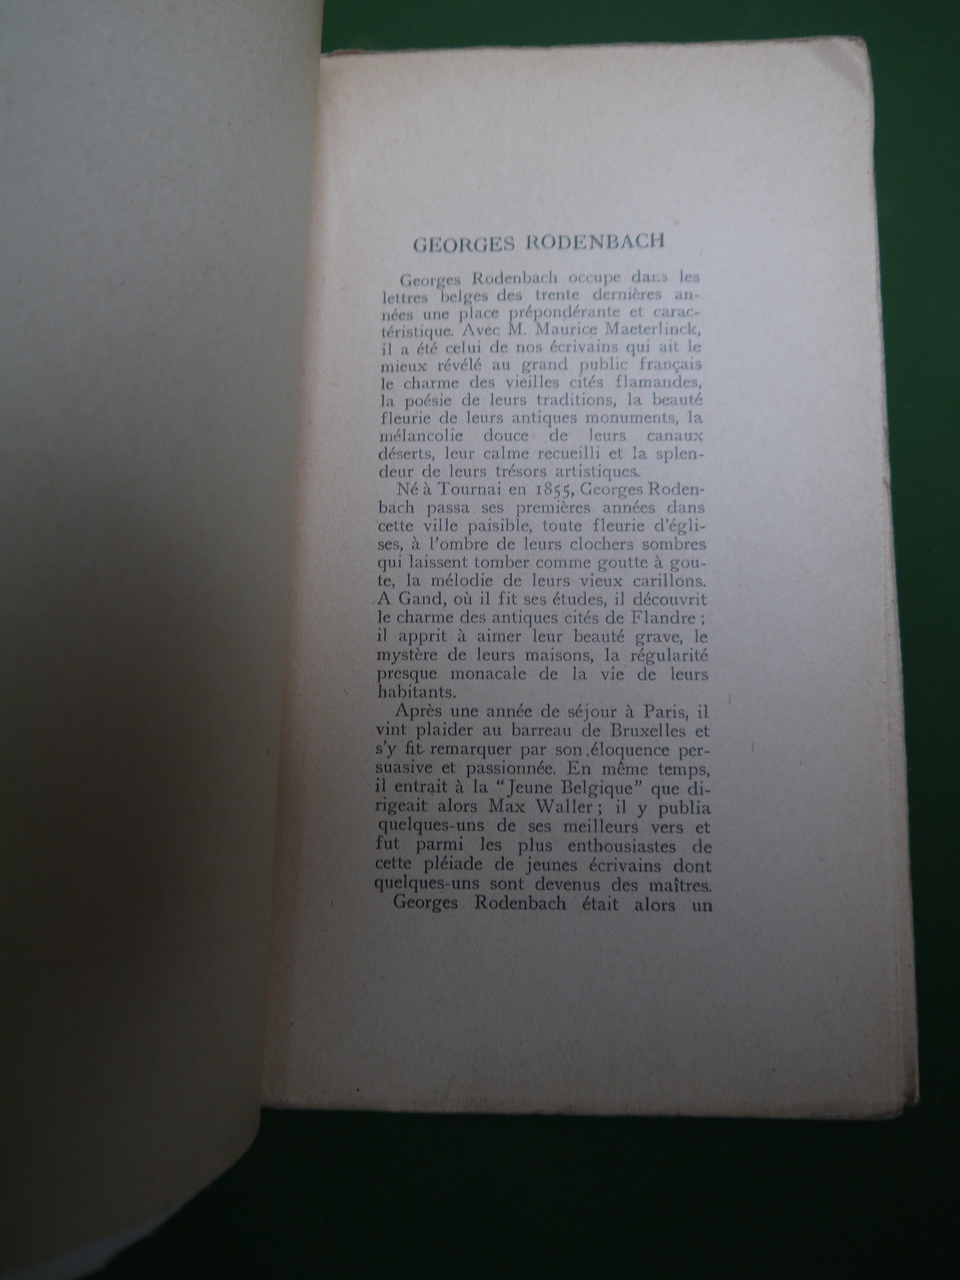 GEORGES RODENBACH
Georges Rodenbach occupe dans les
lettres belges des trente dernières an-
nées une place prépondérante et carac-
téristique. Avec M. Maurice Maeterlinck,
il a été celui de nos écrivains qui ait le
mieux révélé au grand public français
le charme des vieilles cités flamandes,
la poésie de leurs traditions, la beauté
fleurie de leurs antiques monuments, la
mélancolie douce de leurs canaux
déserts, leur calme recueilli et la splen-
deur de leurs trésors artistiques.
Né à Tournai en 1855, Georges Roden-
bach passa ses premières années dans
cette ville paisible, toute fleurie d'égli-
ses, à l'ombre de leurs clochers sombres
qui laissent tomber comme goutte à gou-
te, la mélodie de leurs vieux carillons.
A Gand, où il fit ses études, il découvrit
le charme des antiques cités de Flandre ;
il apprit à aimer leur beauté grave, le
mystère de leurs maisons, la régularité
presque monacale de la vie de leurs
habitants.
Après une année de séjour à Paris, il
vint plaider au barreau de Bruxelles et
s'y fit remarquer par son éloquence per-
suasive et passionnée. En même temps,
il entrait à la "Jeune Belgique" que di-
rigeait alors Max Waller ; il y publia
quelques-uns de ses meilleurs vers et
fut parmi les plus enthousiastes de
cette pléiade de jeunes écrivains dont
quelques-uns sont devenus des maîtres.
Georges Rodenbach était alors un